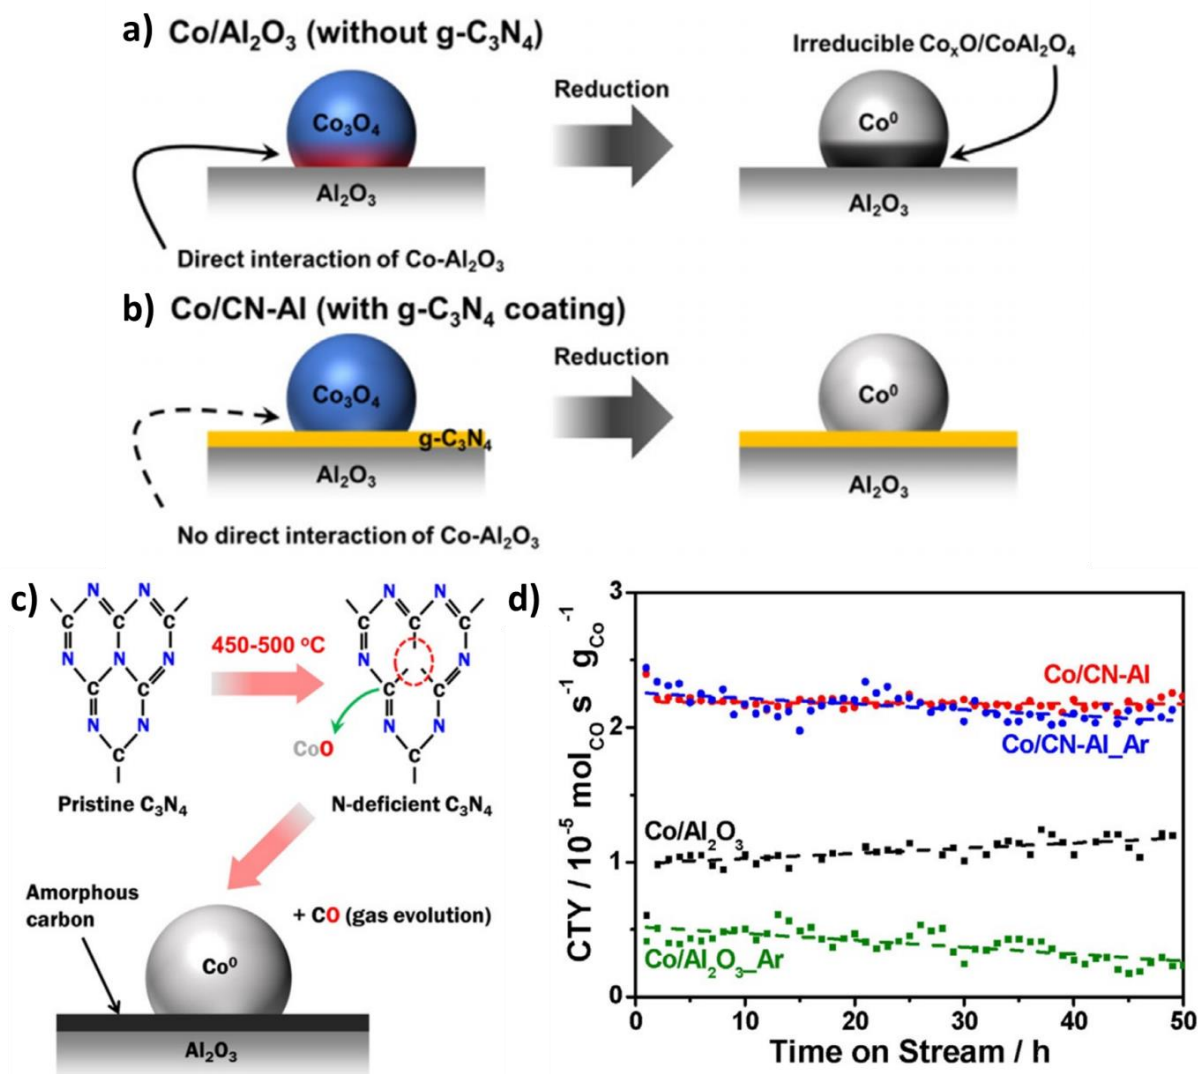 a) Co/Al₂O₃ (without g-C₃N₄)
Irreducible CoₓO/CoAl₂O₄
Reduction
Co₃O₄
Co⁰
Al₂O₃
Al₂O₃
Direct interaction of Co-Al₂O₃
b) Co/CN-Al (with g-C₃N₄ coating)
Reduction
Co₃O₄
Co⁰
g-C₃N₄
Al₂O₃
Al₂O₃
No direct interaction of Co-Al₂O₃
c)
N N N N
C C C C
450-500 °C
N N N N N
C C C C
N N N N
CoO
C C
Pristine C₃N₄
N-deficient C₃N₄
Amorphous
carbon
+ CO (gas evolution)
Co⁰
Al₂O₃
d)
CTY / 10⁻⁵ mol_CO s⁻¹ g_Co⁻¹
3
2
1
0
Co/CN-Al
Co/CN-Al_Ar
Co/Al₂O₃
Co/Al₂O₃_Ar
0 10 20 30 40 50
Time on Stream / h